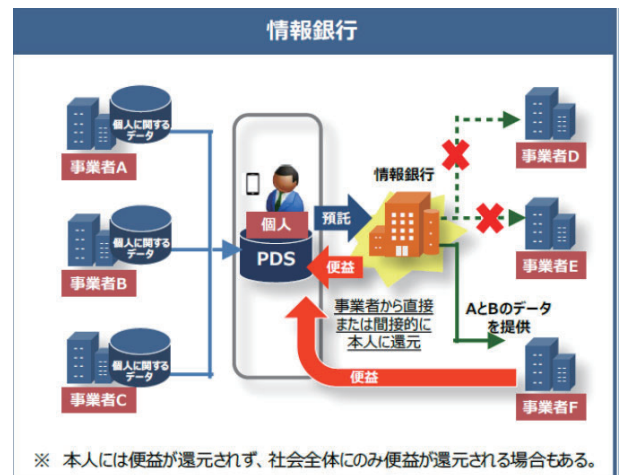 情報銀行
個人に関する
データ
事業者A
個人に関する
データ
事業者B
個人に関する
データ
事業者C
個人
PDS
預託
便益
情報銀行
事業者から直接
または間接的に
本人に還元
便益
AとBのデータ
を提供
事業者D
事業者E
事業者F
※ 本人には便益が還元されず、社会全体にのみ便益が還元される場合もある。